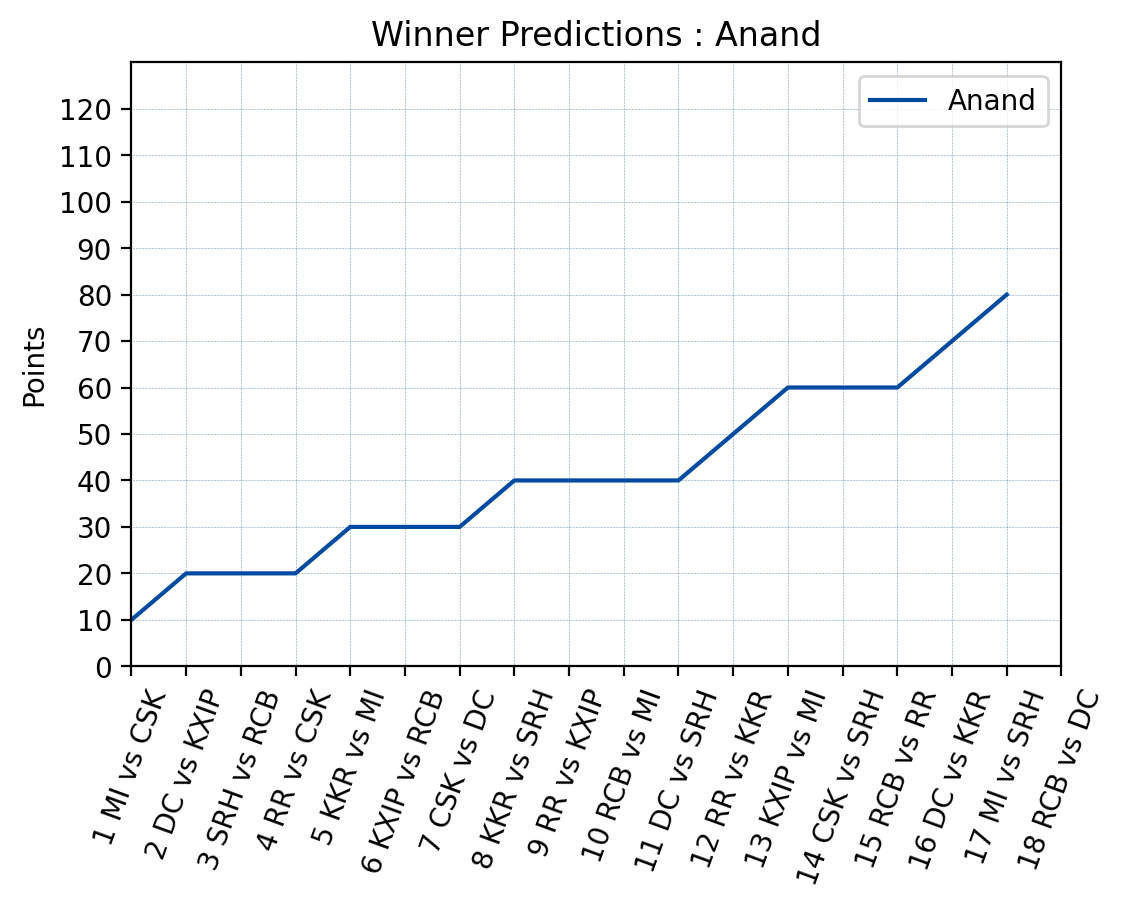 Winner Predictions : Anand
Anand
Points
120
110
100
90
80
70
60
50
40
30
20
10
0
1 MI vs CSK
2 DC vs KXIP
3 SRH vs RCB
4 RR vs CSK
5 KKR vs MI
6 KXIP vs RCB
7 CSK vs DC
8 KKR vs SRH
9 RR vs KXIP
10 RCB vs MI
11 DC vs SRH
12 RR vs KKR
13 KXIP vs MI
14 CSK vs SRH
15 RCB vs RR
16 DC vs KKR
17 MI vs SRH
18 RCB vs DC